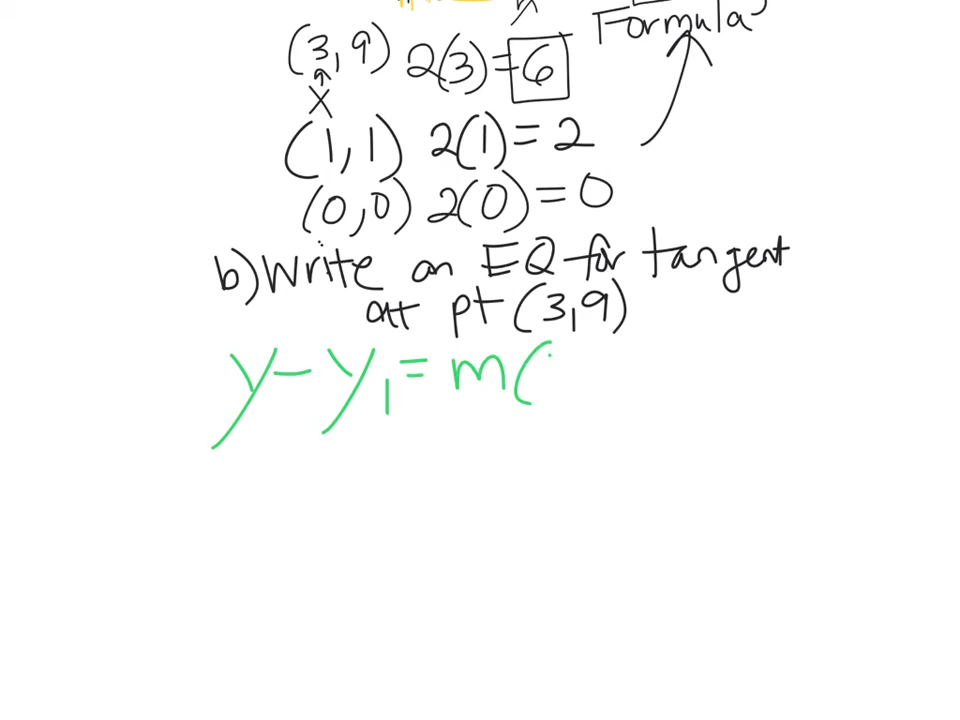 Formula
(3,9) 2(3)=6
x
(1,1) 2(1)=2
(0,0) 2(0)=0
b) Write an EQ for tangent
at pt (3,9)
y-y₁=m(